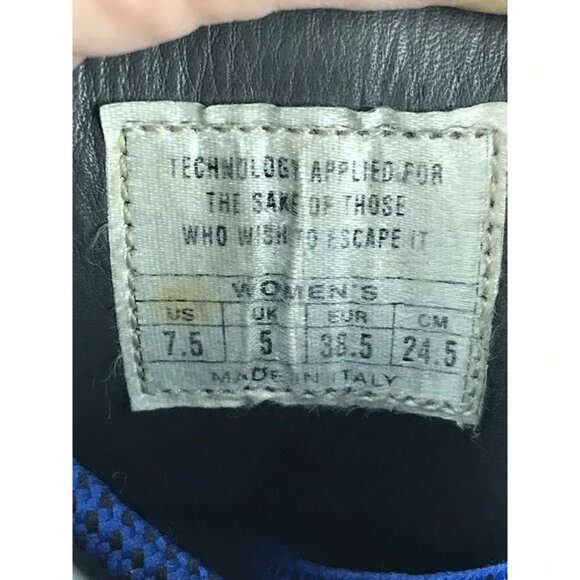 TECHNOLOGY APPLIED FOR
THE SAKE OF THOSE
WHO WISH TO ESCAPE IT
WOMEN'S
US UK EUR CM
7.5 5 38.5 24.5
MADE IN ITALY